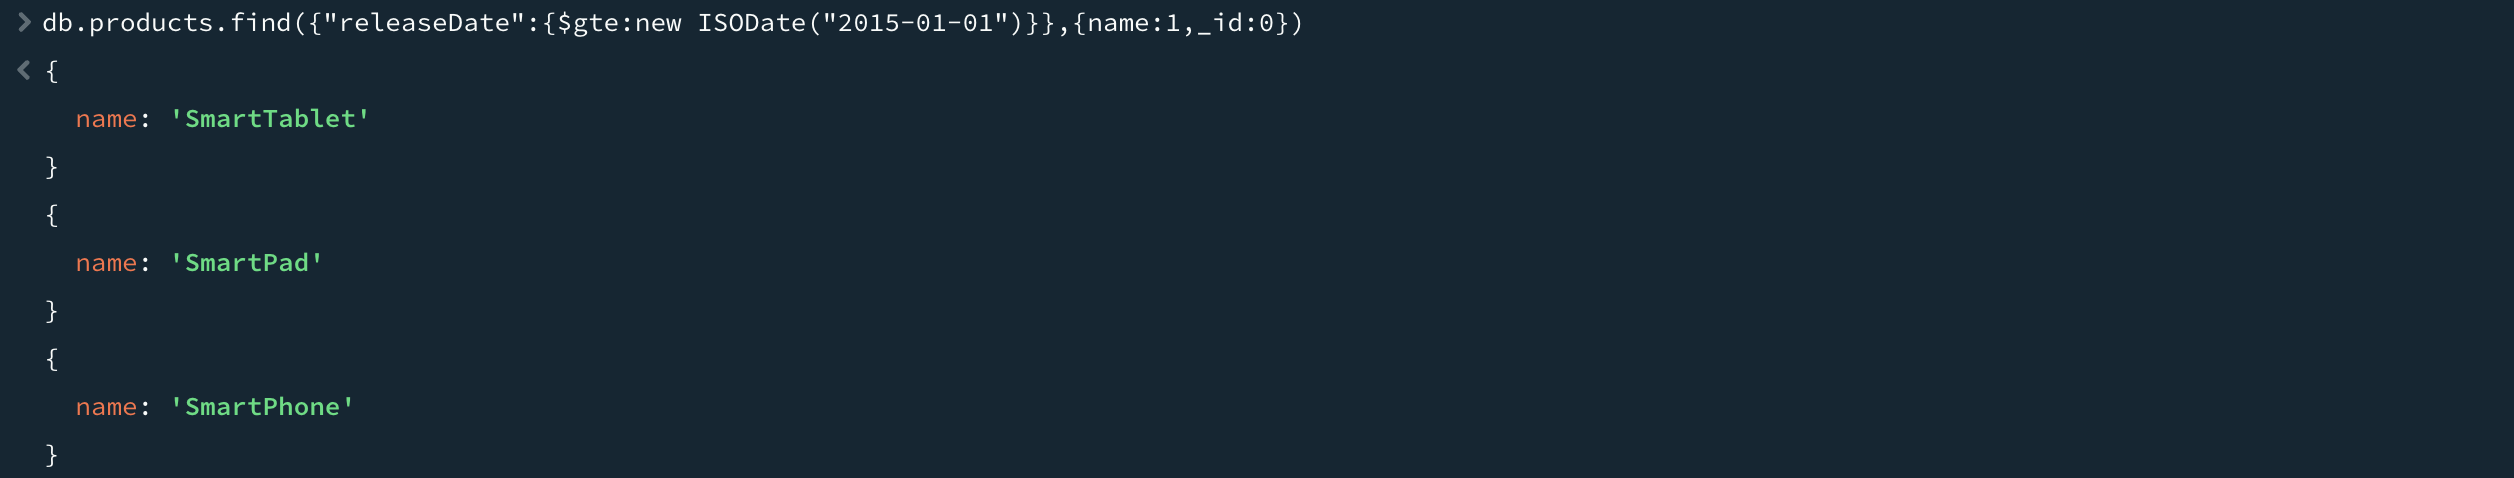 db.products.find({"releaseDate":{$gte:new ISODate("2015-01-01")}},{name:1,_id:0})
{
name: 'SmartTablet'
}
{
name: 'SmartPad'
}
{
name: 'SmartPhone'
}